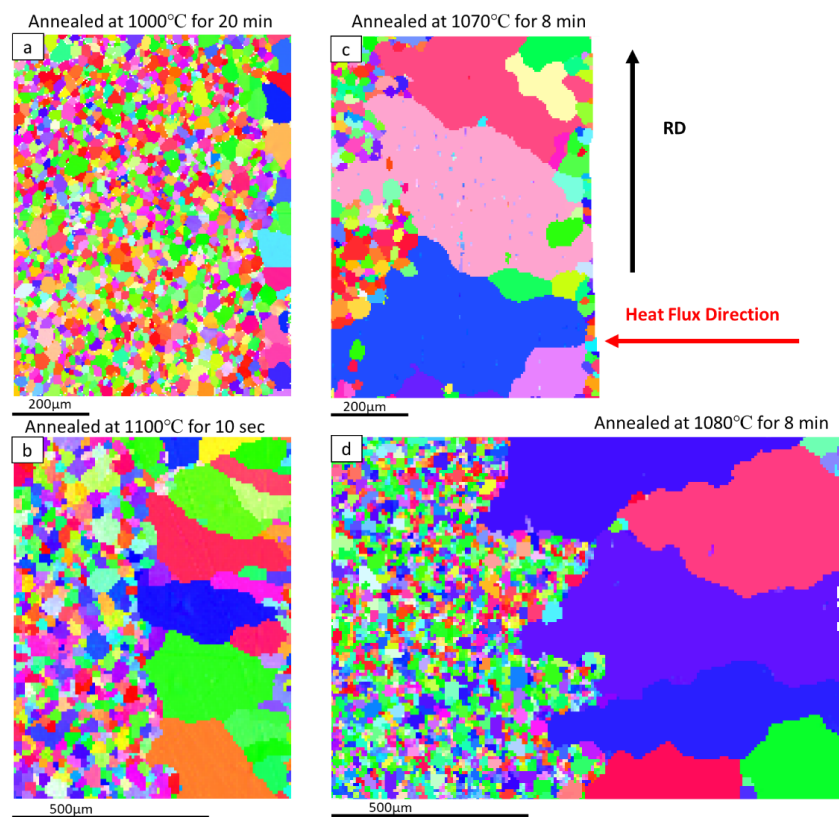 Annealed at 1000℃ for 20 min
Annealed at 1070℃ for 8 min
a
c
RD
Heat Flux Direction
200μm
200μm
Annealed at 1100℃ for 10 sec
Annealed at 1080℃ for 8 min
b
d
500μm
500μm